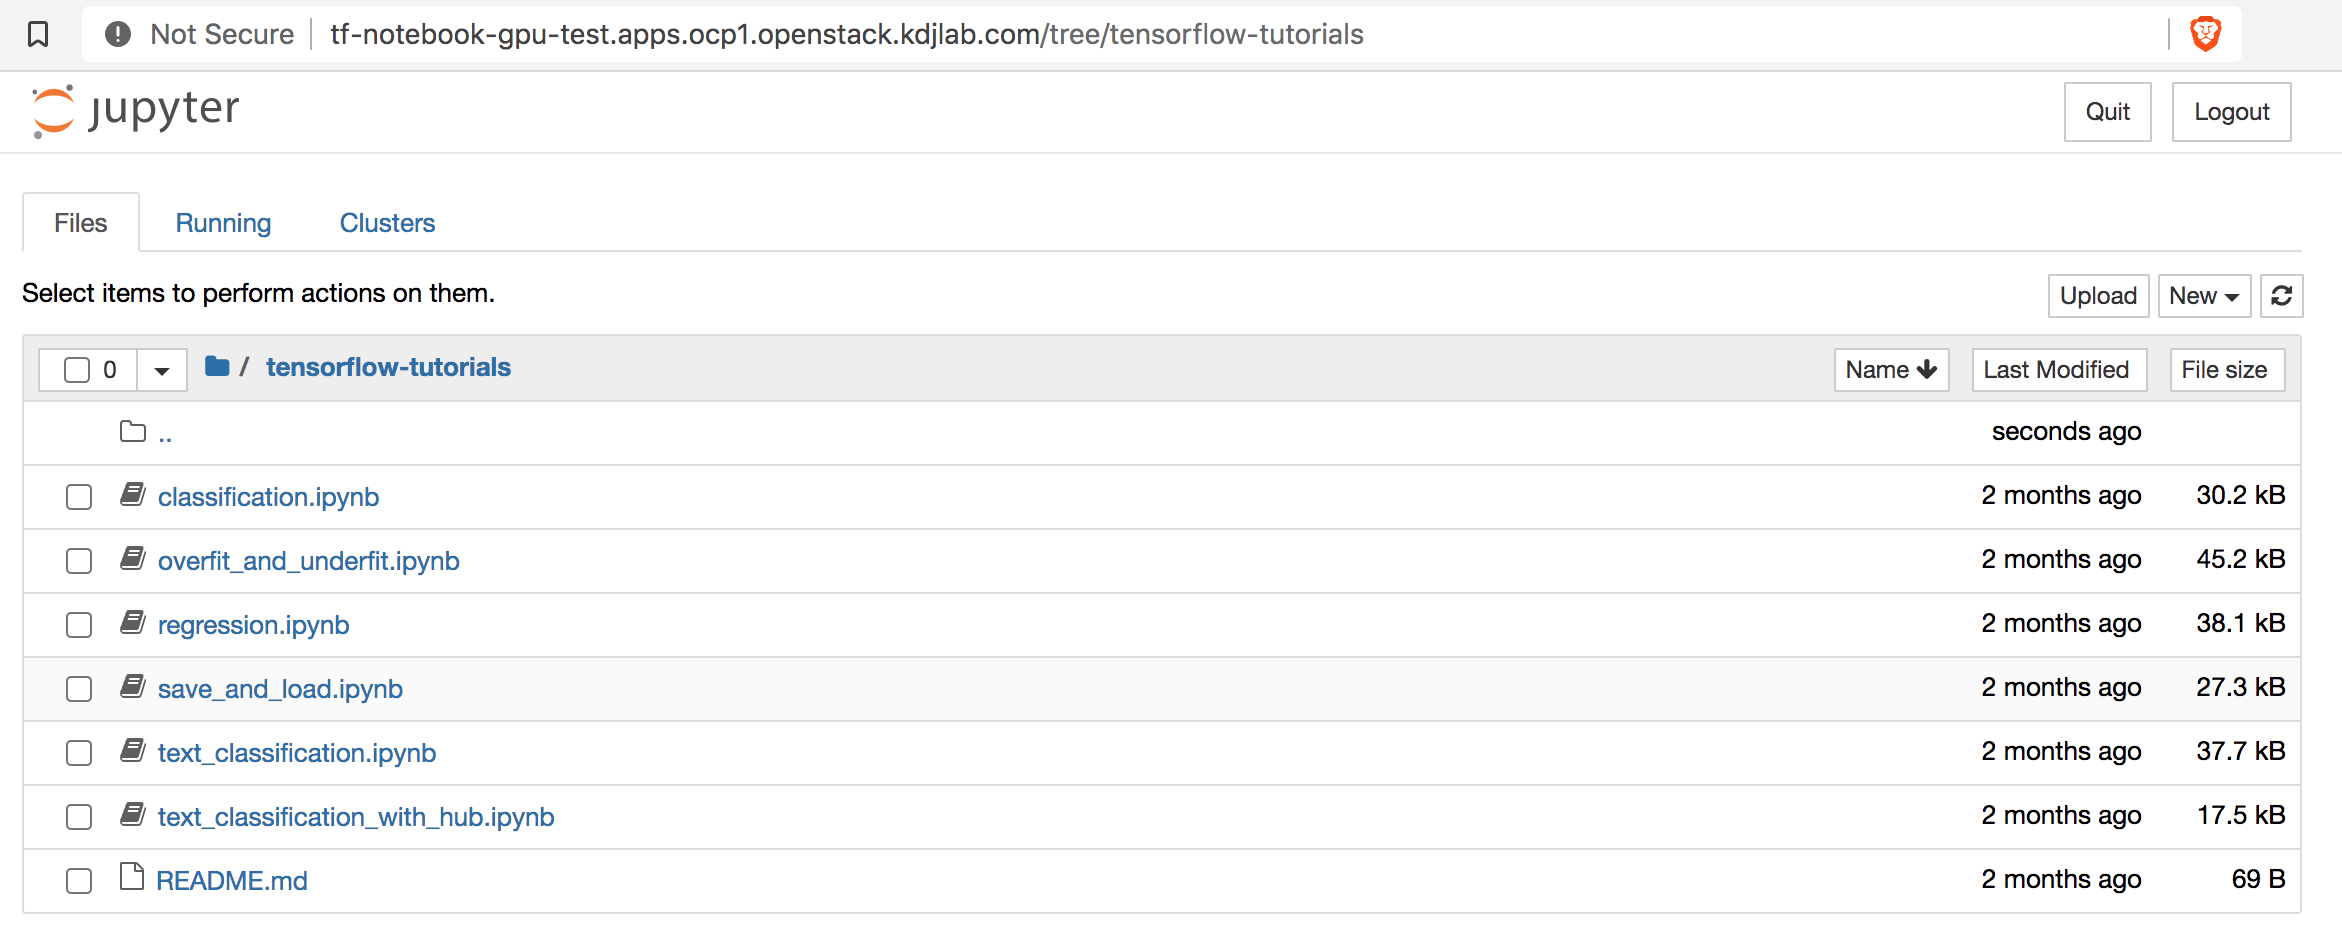 Not Secure tf-notebook-gpu-test.apps.ocp1.openstack.kdjlab.com/tree/tensorflow-tutorials
jupyter Quit Logout
Files Running Clusters
Select items to perform actions on them. Upload New
0 / tensorflow-tutorials Name Last Modified File size
.. seconds ago
classification.ipynb 2 months ago 30.2 kB
overfit_and_underfit.ipynb 2 months ago 45.2 kB
regression.ipynb 2 months ago 38.1 kB
save_and_load.ipynb 2 months ago 27.3 kB
text_classification.ipynb 2 months ago 37.7 kB
text_classification_with_hub.ipynb 2 months ago 17.5 kB
README.md 2 months ago 69 B